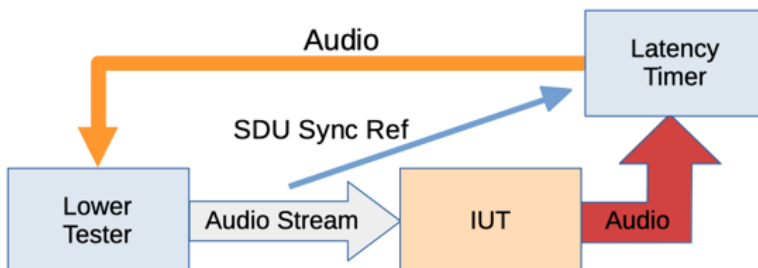 Audio
Latency
Timer
SDU Sync Ref
Lower
Tester
Audio Stream
IUT
Audio